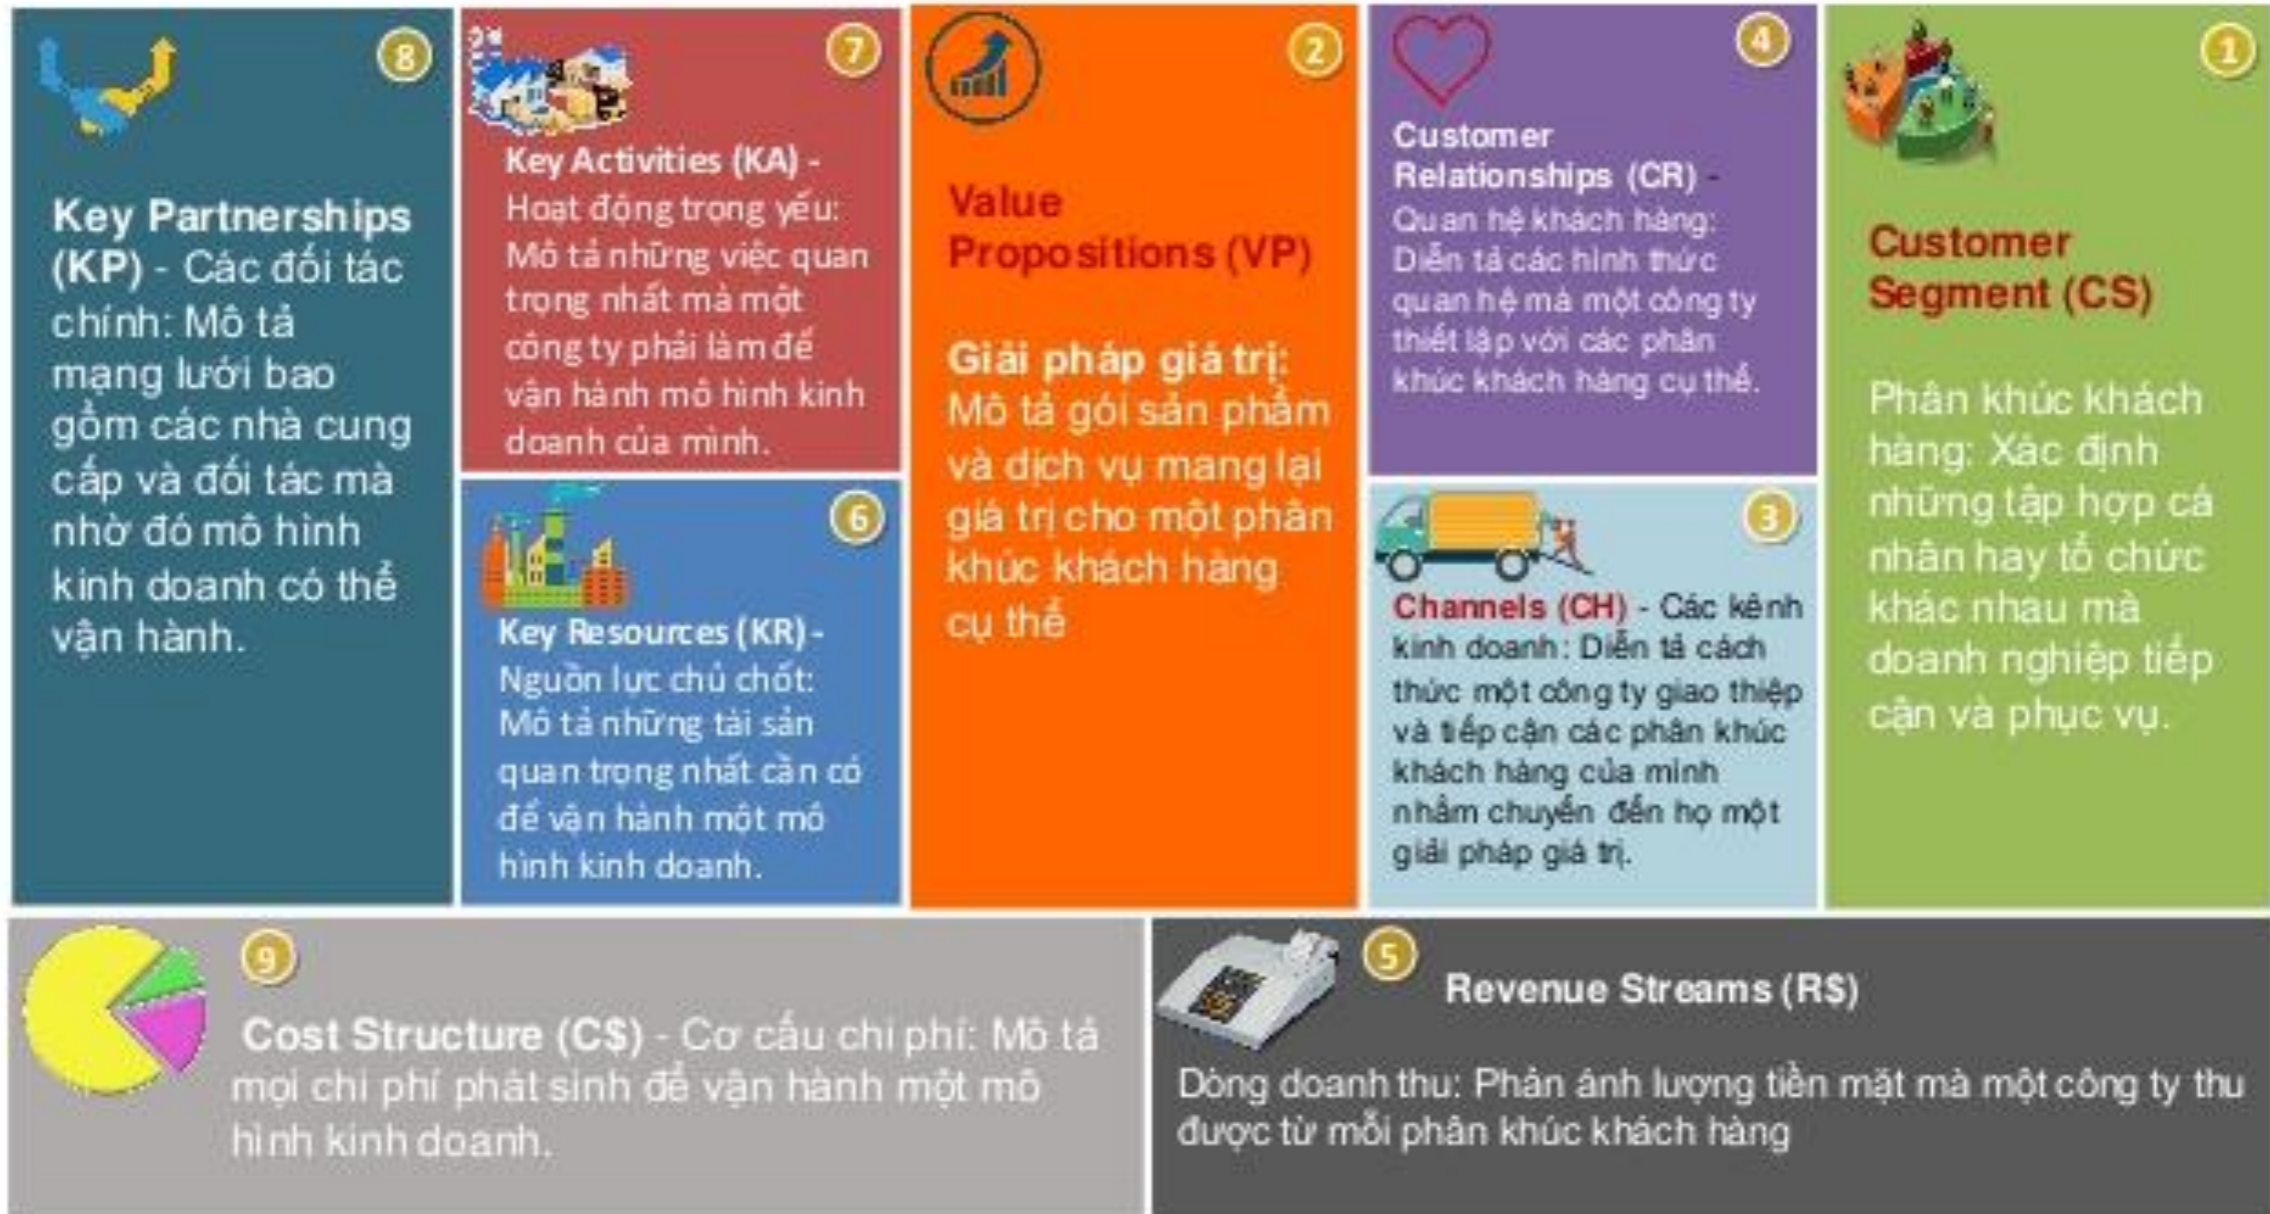 8
Key Partnerships
(KP) - Các đối tác
chính: Mô tả
mạng lưới bao
gồm các nhà cung
cấp và đối tác mà
nhờ đó mô hình
kinh doanh có thể
vận hành.
7
Key Activities (KA) -
Hoạt động trọng yếu:
Mô tả những việc quan
trọng nhất mà một
công ty phải làm để
vận hành mô hình kinh
doanh của mình.
6
Key Resources (KR) -
Nguồn lực chủ chốt:
Mô tả những tài sản
quan trọng nhất cần có
để vận hành một mô
hình kinh doanh.
2
Value
Propositions (VP)
Giải pháp giá trị:
Mô tả gói sản phẩm
và dịch vụ mang lại
giá trị cho một phân
khúc khách hàng
cụ thể
4
Customer
Relationships (CR) -
Quan hệ khách hàng:
Diễn tả các hình thức
quan hệ mà một công ty
thiết lập với các phân
khúc khách hàng cụ thể.
3
Channels (CH) - Các kênh
kinh doanh: Diễn tả cách
thức một công ty giao thiệp
và tiếp cận các phân khúc
khách hàng của mình
nhằm chuyển đến họ một
giải pháp giá trị.
1
Customer
Segment (CS)
Phân khúc khách
hàng: Xác định
những tập hợp cá
nhân hay tổ chức
khác nhau mà
doanh nghiệp tiếp
cận và phục vụ.
9
Cost Structure (C$) - Cơ cấu chi phí: Mô tả
mọi chi phí phát sinh để vận hành một mô
hình kinh doanh.
5
Revenue Streams (R$)
Dòng doanh thu: Phản ánh lượng tiền mặt mà một công ty thu
được từ mỗi phân khúc khách hàng